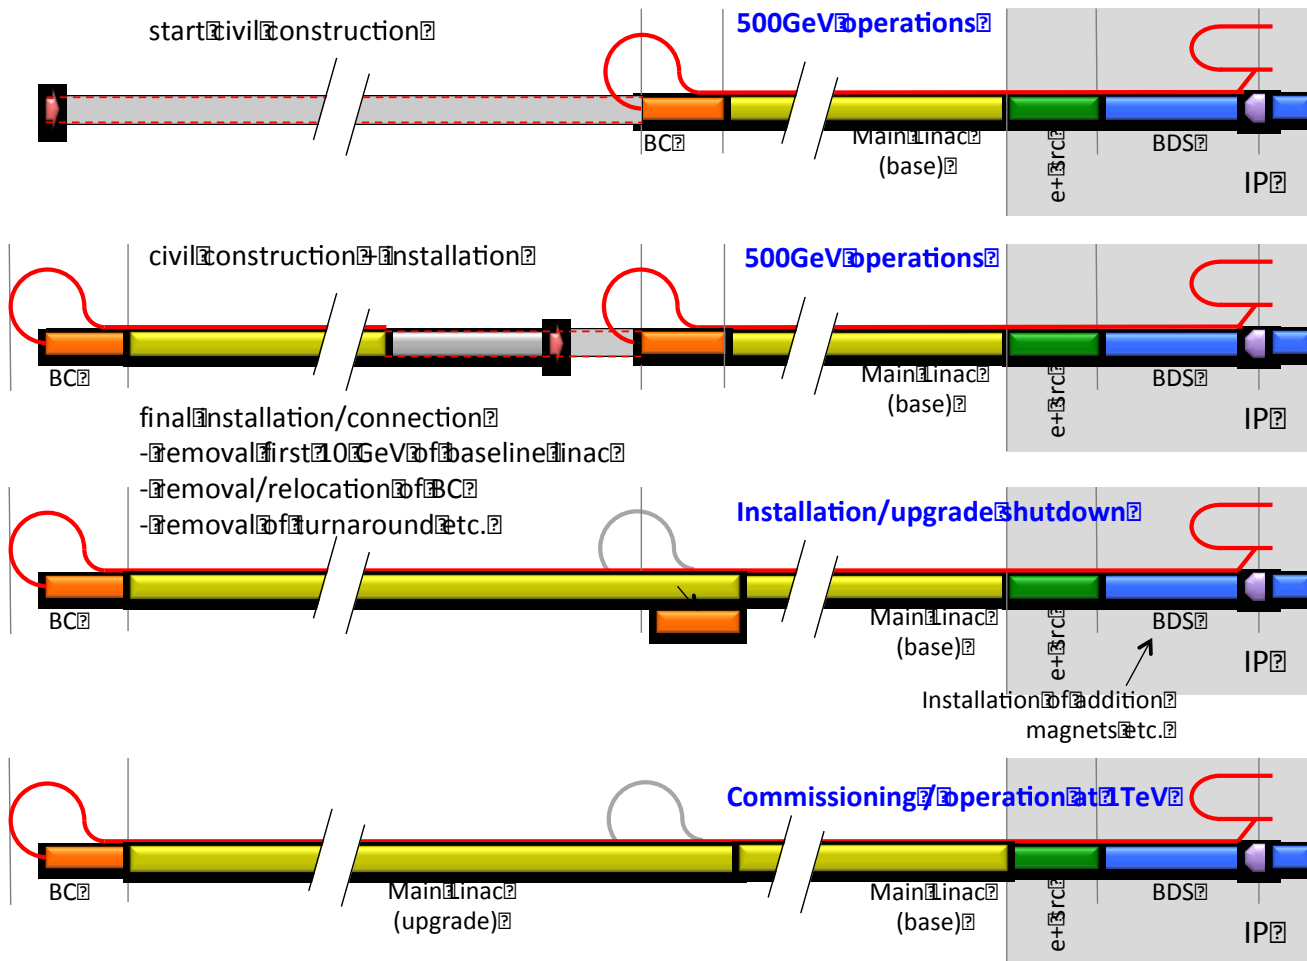 start civil construction
500GeV operations
BC
Main Linac
(base)
e+ src
BDS
IP
civil construction + installation
500GeV operations
BC
Main Linac
(base)
e+ src
BDS
IP
final installation/connection
- removal first 10 GeV of baseline linac
- removal/relocation of BC
- removal of turnaround etc.
Installation/upgrade shutdown
BC
Main Linac
(base)
e+ src
BDS
IP
Installation of addition
magnets etc.
Commissioning / operation at 1TeV
BC
Main Linac
(upgrade)
Main Linac
(base)
e+ src
BDS
IP